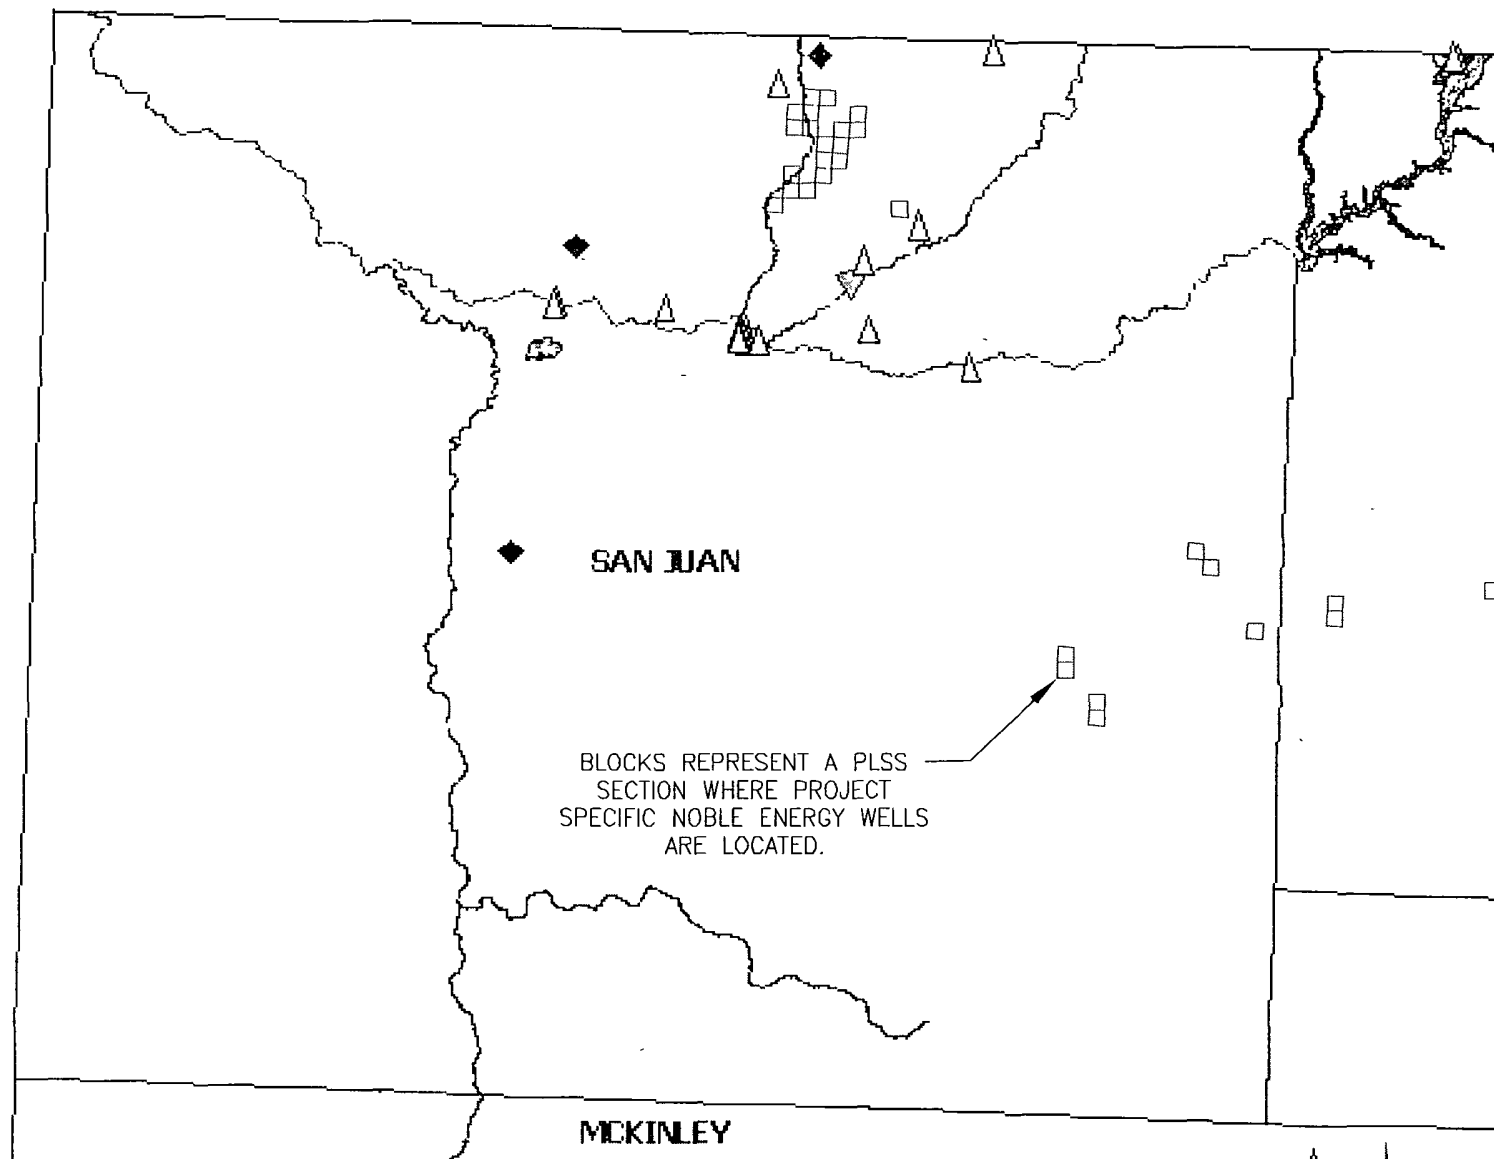 SAN JUAN
BLOCKS REPRESENT A PLSS
SECTION WHERE PROJECT
SPECIFIC NOBLE ENERGY WELLS
ARE LOCATED.
MCKINLEY